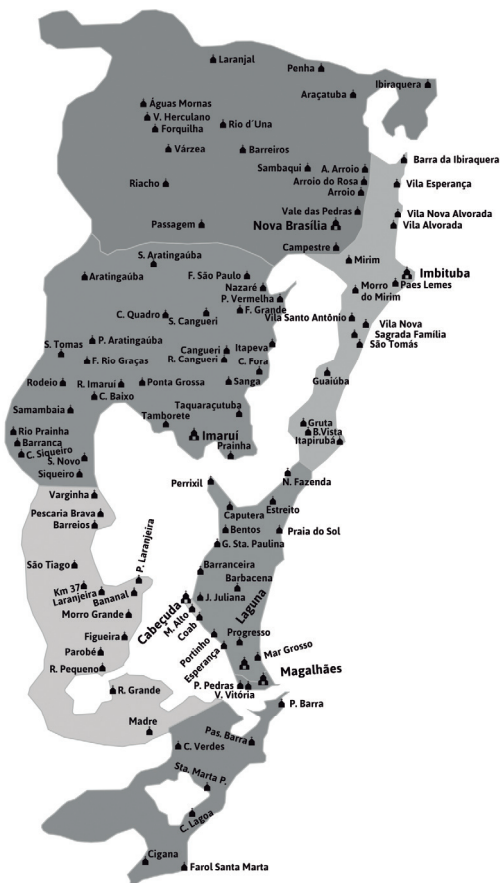 Laranjal
Penha
Ibiraquera
Araçatuba
Águas Mornas
V. Herculano
Forquilha
Rio d´Una
Várzea
Barreiros
Barra da Ibiraquera
Sambaqui
A. Arroio
Arroio do Rosa
Arroio
Riacho
Vila Esperança
Vale das Pedras
Vila Nova Alvorada
Vila Alvorada
Passagem
Nova Brasília
Campestre
S. Aratingaúba
Mirim
Aratingaúba
F. São Paulo
Nazaré
Imbituba
Paes Lemes
Morro
do Mirim
P. Vermelha
F. Grande
C. Quadro
S. Cangueri
Vila Santo Antônio
Vila Nova
Sagrada Família
São Tomás
S. Tomas
P. Aratingaúba
Cangueri
Itapeva
F. Rio Graças
R. Cangueri
C. Fora
Rodeio
R. Imaruí
Ponta Grossa
Sanga
Guaiúba
C. Baixo
Samambaia
Taquaraçutuba
Tamborete
Rio Prainha
Barranca
C. Siqueiro
S. Novo
Siqueiro
Imaruí
Prainha
Gruta
B.Vista
Itapirubá
Perrixil
N. Fazenda
Varginha
Pescaria Brava
Barreios
Caputera
Estreito
Bentos
Praia do Sol
G. Sta. Paulina
P. Laranjeira
São Tiago
Barranceira
Barbacena
Km 37
Laranjeira
Bananal
J. Juliana
Laguna
Morro Grande
Cabeçuda
M. Alto
Coab
Figueira
Portinho
Progresso
Esperança
Mar Grosso
Parobé
R. Pequeno
Magalhães
R. Grande
P. Pedras
V. Vitória
P. Barra
Madre
Pas. Barra
C. Verdes
Sta. Marta P.
C. Lagoa
Cigana
Farol Santa Marta